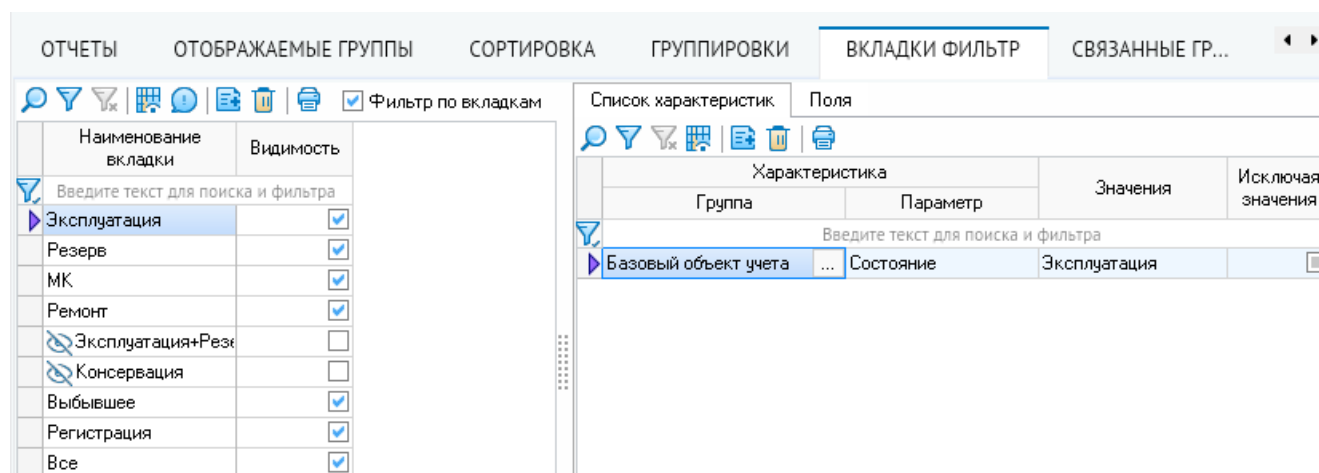 ОТЧЕТЫ ОТОБРАЖАЕМЫЕ ГРУППЫ СОРТИРОВКА ГРУППИРОВКИ ВКЛАДКИ ФИЛЬТР СВЯЗАННЫЕ ГР...
Фильтр по вкладкам
Наименование вкладки Видимость
Введите текст для поиска и фильтра
Эксплуатация
Резерв
МК
Ремонт
Эксплуатация+Резе
Консервация
Выбывшее
Регистрация
Все
Список характеристик Поля
Характеристика
Группа Параметр Значения Исключая значения
Введите текст для поиска и фильтра
Базовый объект учета ... Состояние Эксплуатация